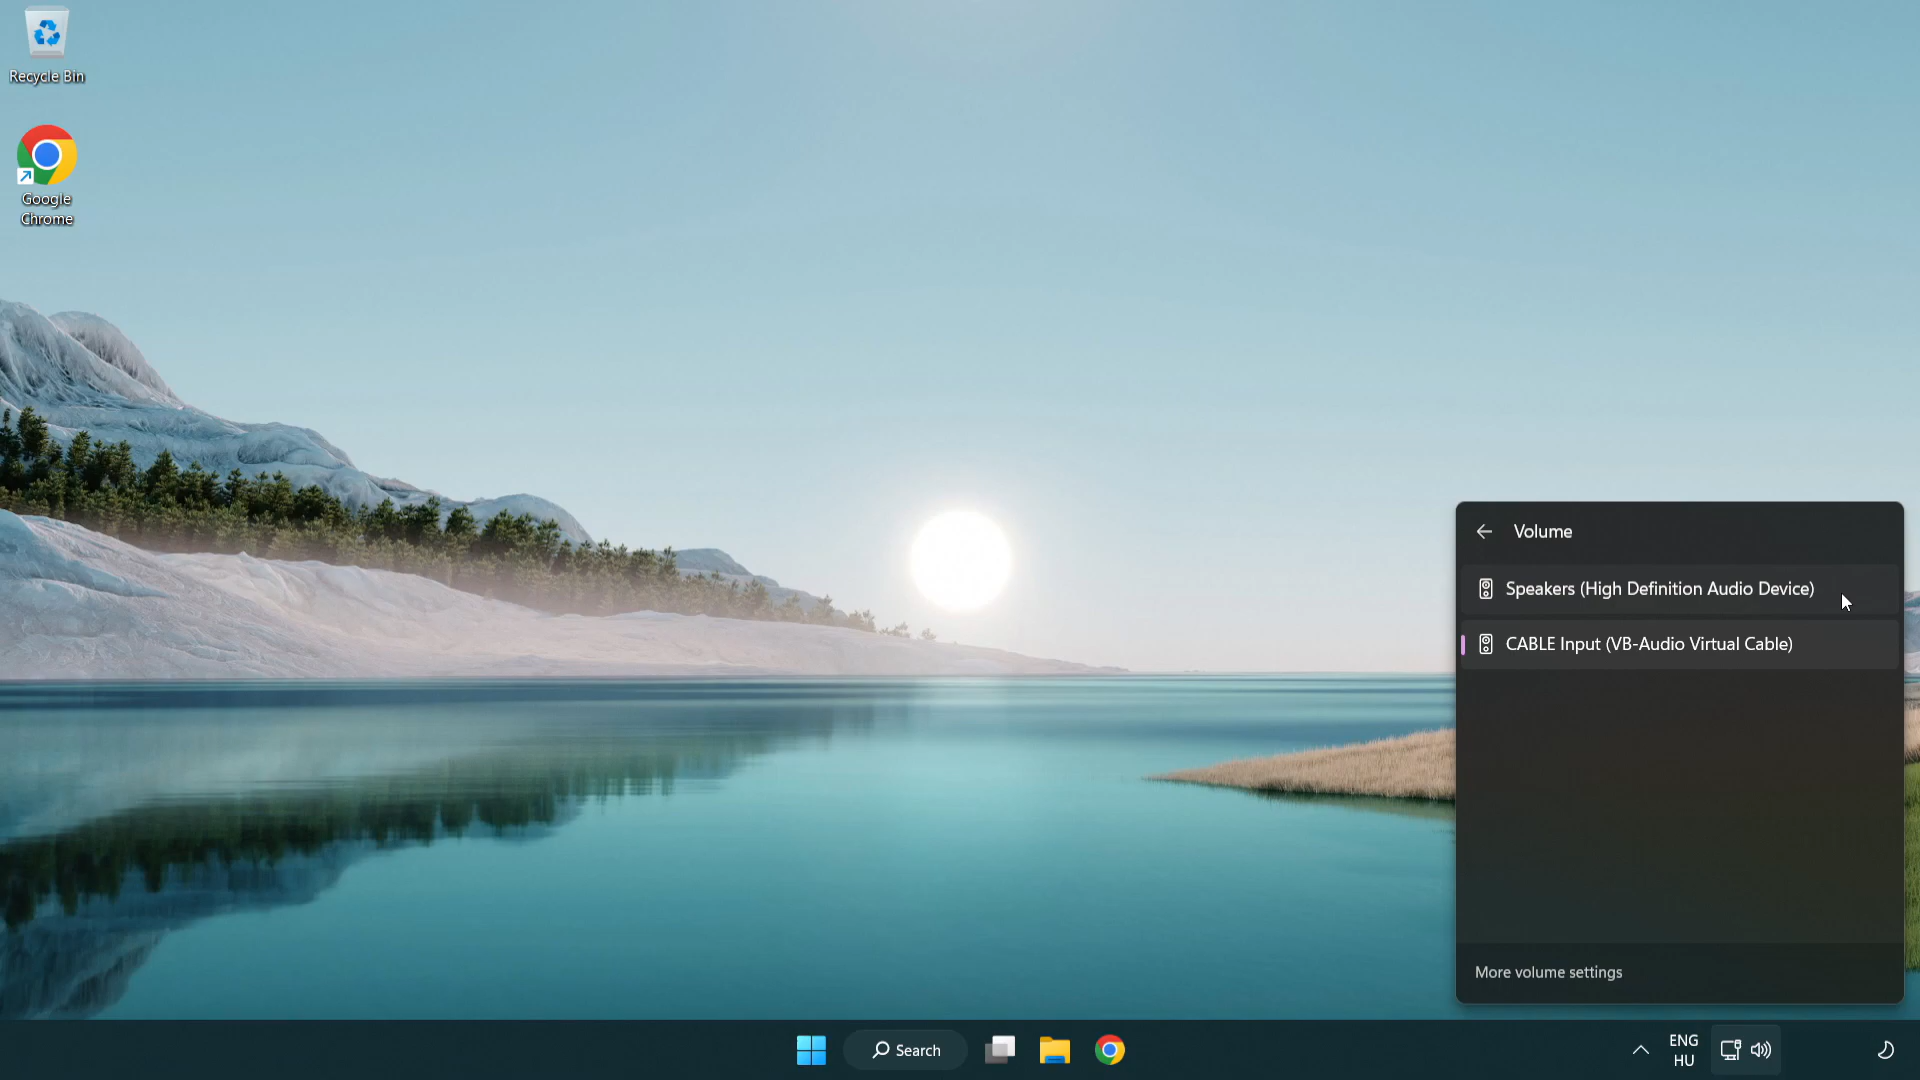 Recycle Bin
Google
Chrome
Volume
Speakers (High Definition Audio Device)
CABLE Input (VB-Audio Virtual Cable)
More volume settings
Search
ENG
HU